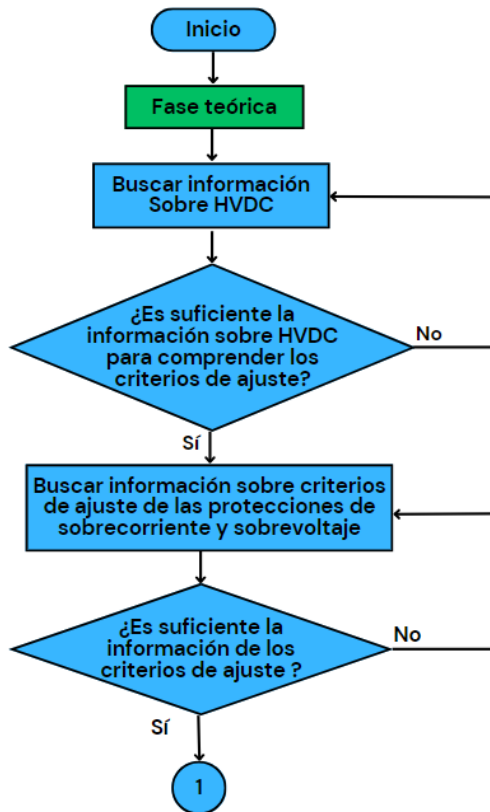 Inicio
Fase teórica
Buscar información
Sobre HVDC
¿Es suficiente la
información sobre HVDC
para comprender los
criterios de ajuste?
No
Sí
Buscar información sobre criterios
de ajuste de las protecciones de
sobrecorriente y sobrevoltaje
¿Es suficiente la
información de los
criterios de ajuste ?
No
Sí
1